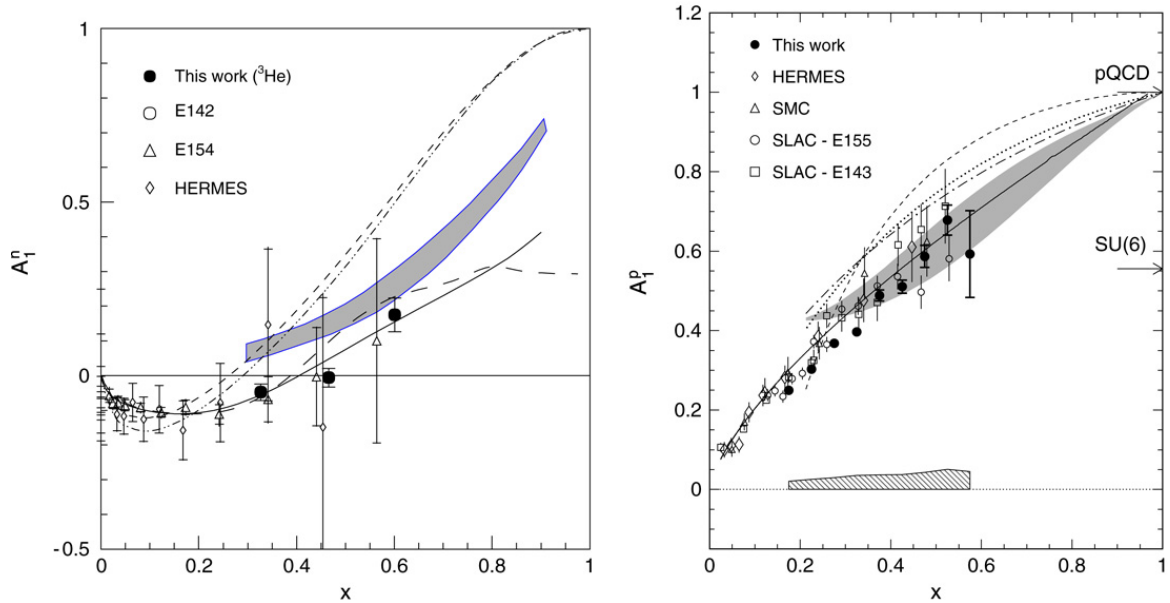 1
0.5
0
-0.5
A₁ⁿ
This work (³He)
E142
E154
HERMES
0 0.2 0.4 0.6 0.8 1
x
1.2
1
0.8
0.6
0.4
0.2
0
A₁ᵖ
This work
HERMES
SMC
SLAC - E155
SLAC - E143
pQCD
SU(6)
0 0.2 0.4 0.6 0.8 1
x